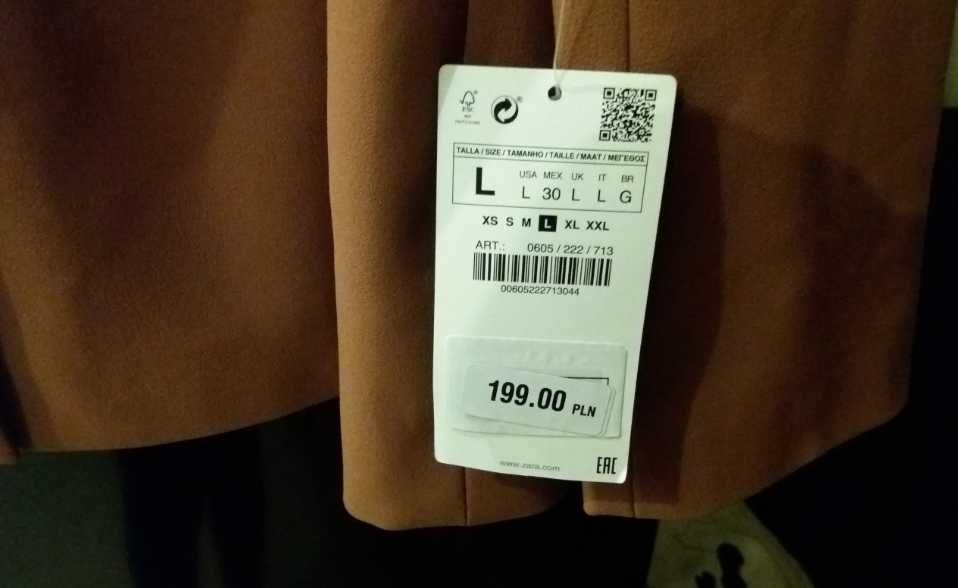 FSC
®
TALLA / SIZE / TAMANHO / TAILLE / MAAT / ΜΕΓΕΘΟΣ
L
USA MEX UK IT BR
L 30 L L G
XS S M L XL XXL
ART.: 0605 / 222 / 713
00605222713044
199.00 PLN
www.zara.com
EAC